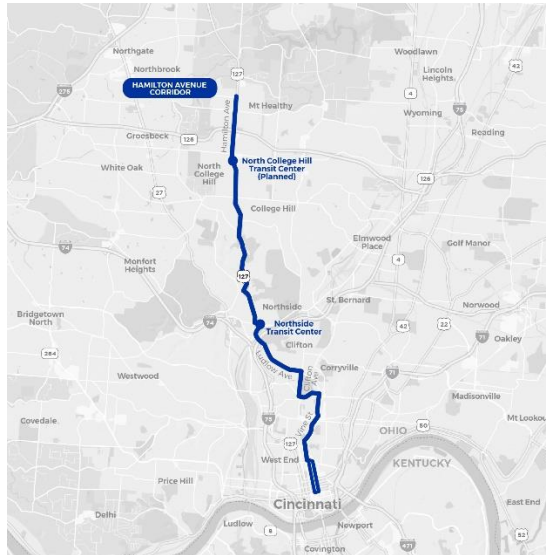 Northgate
Woodlawn
42
Northbrook
Lincoln
Heights
127
HAMILTON AVENUE
CORRIDOR
275
4
75
Mt Healthy
Wyoming
Hamilton Ave
Groesbeck
126
Reading
White Oak
North
College
Hill
North College Hill
Transit Center
(Planned)
126
27
College Hill
Elmwood
Place
Golf Manor
74
4
Monfort
Heights
127
Northside
St. Bernard
Norwood
Bridgetown
North
74
Northside
Transit Center
42
22
71
Oakley
Clifton
264
Ludlow Ave
Clifton
Ave
Corryville
71
Westwood
Madisonville
75
Vine St
Mt Lookout
Covedale
127
OHIO
50
West End
KENTUCKY
Price Hill
Cincinnati
East End
Delhi
Ludlow
8
Newport
52
Covington
471